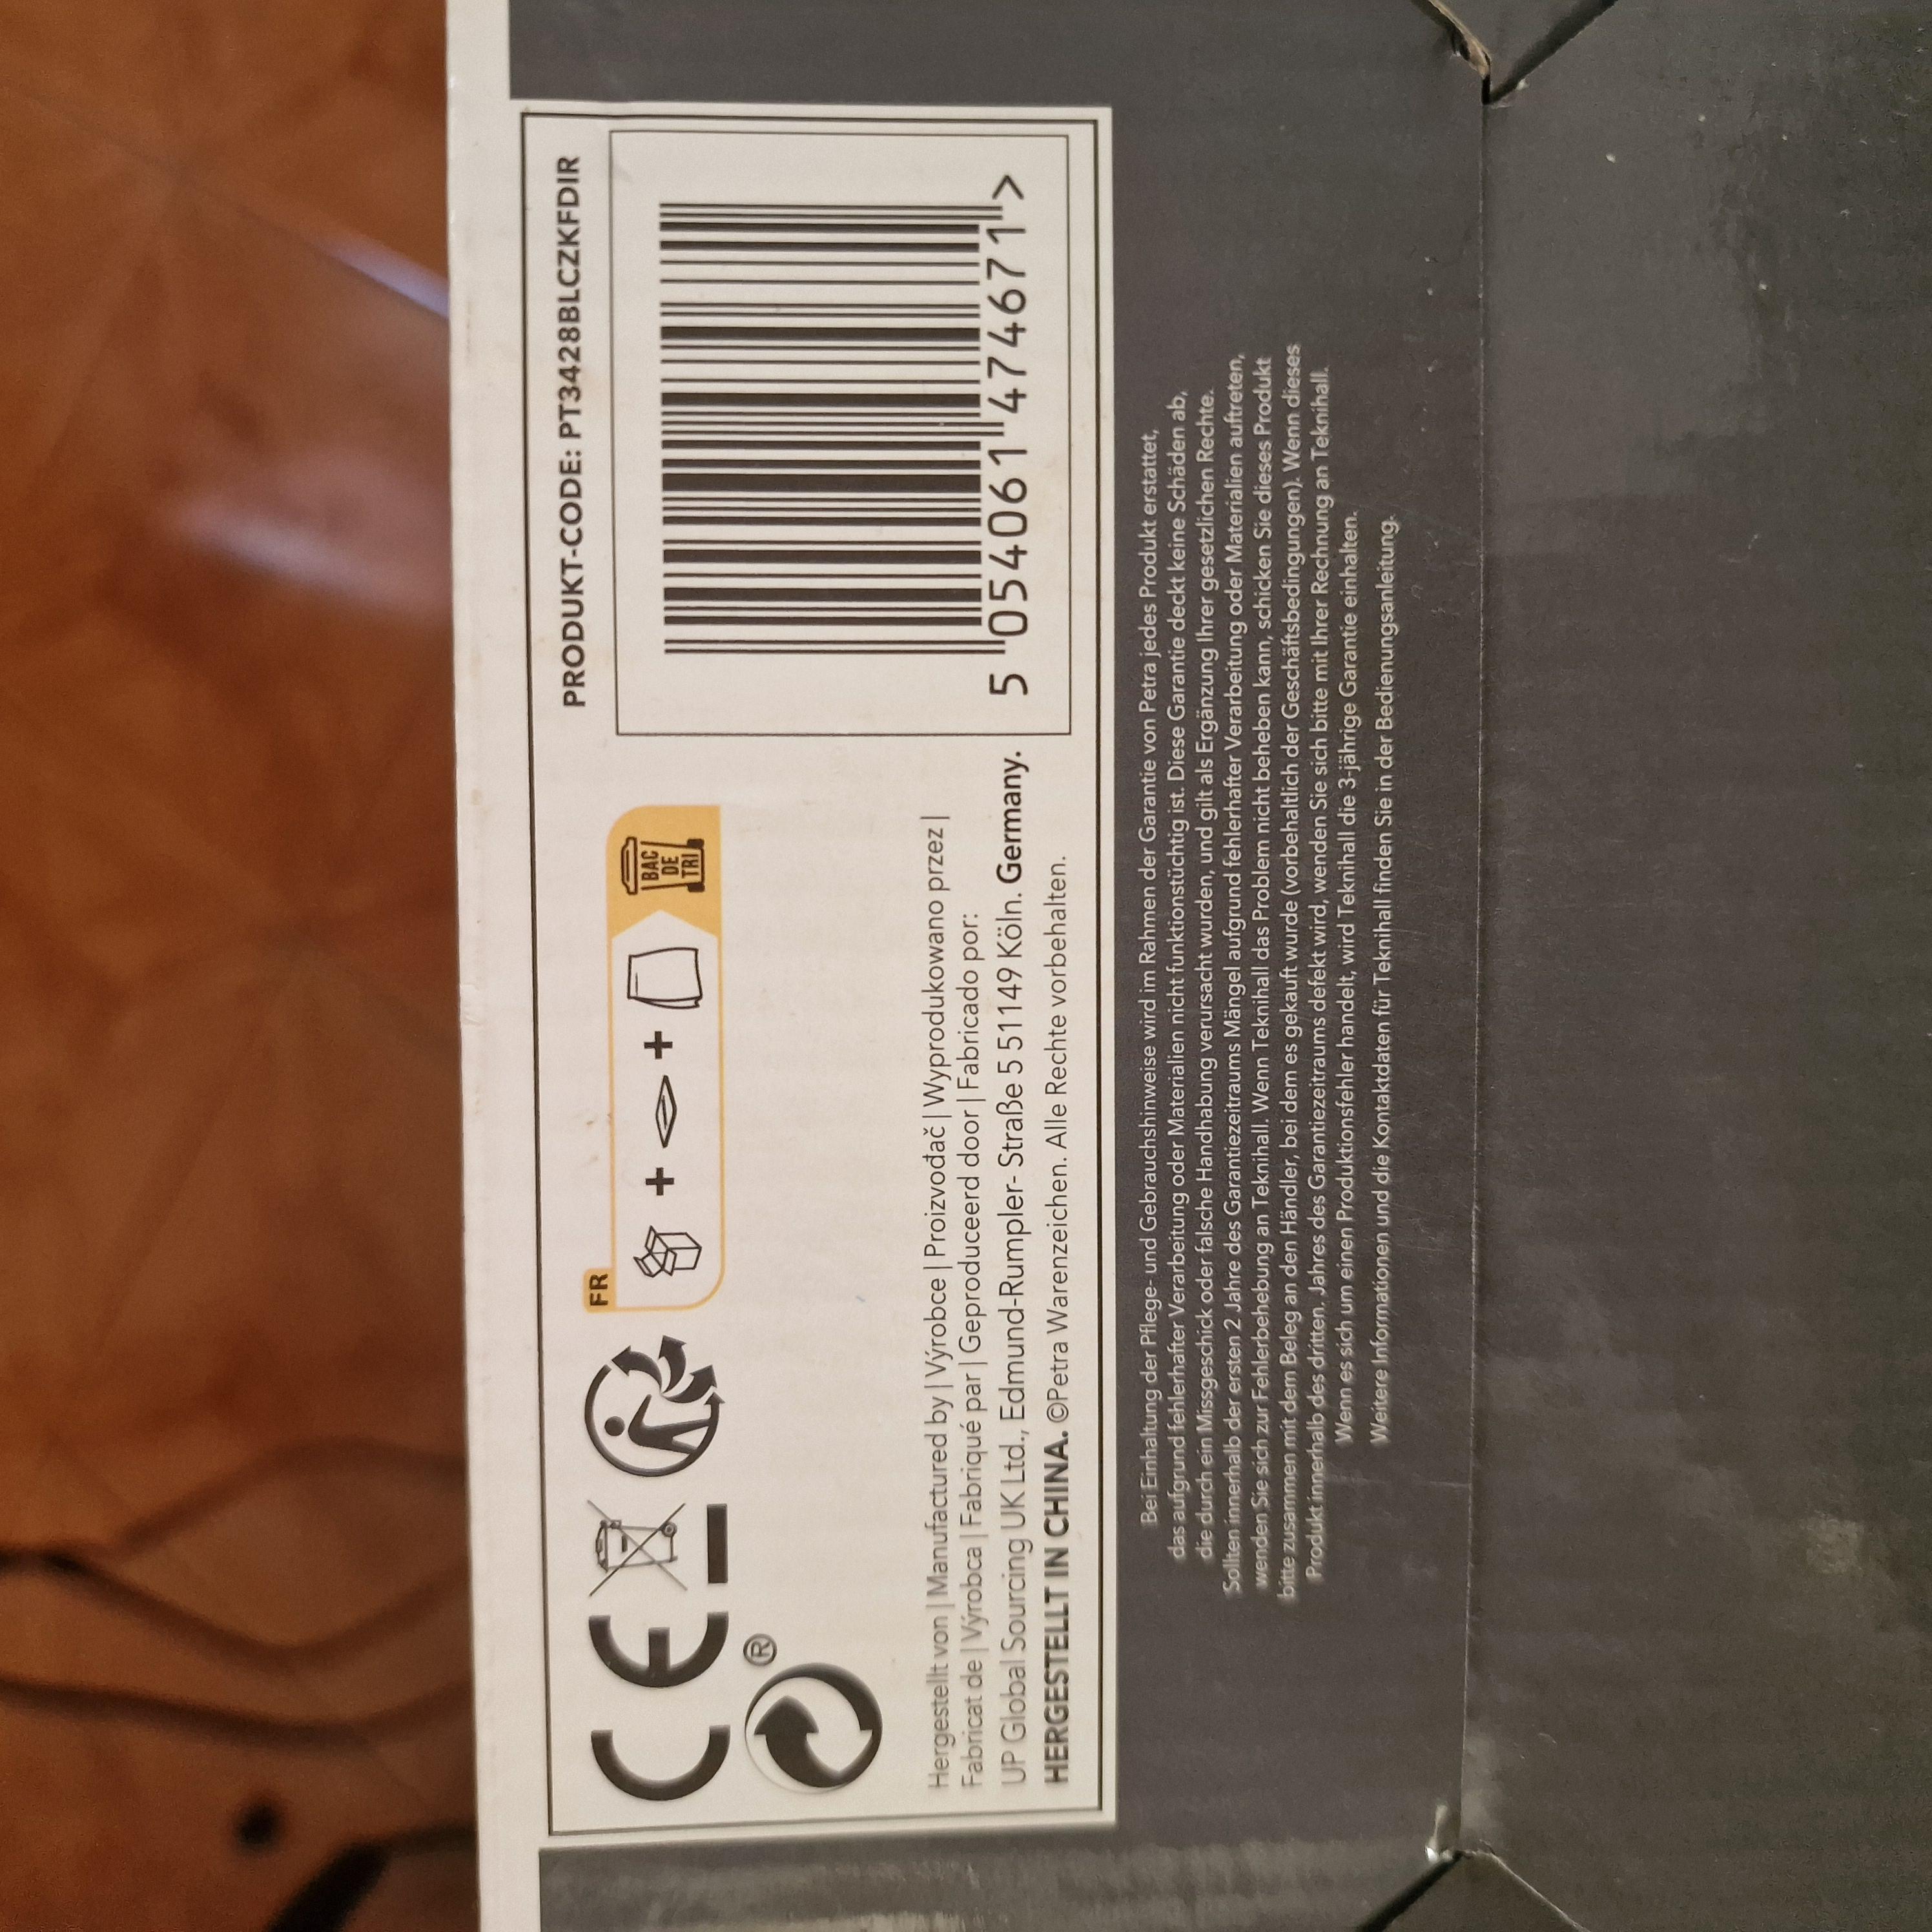 PRODUKT-CODE: PT3428BLCZKFDIR
FR
BAC
DE
TRI
®
5 054061 474671 >
Hergestellt von | Manufactured by | Výrobce | Proizvođač | Wyprodukowano przez |
Fabricat de | Výrobca | Fabriqué par | Geproduceerd door | Fabricado por:
UP Global Sourcing UK Ltd., Edmund-Rumpler- Straße 5 51149 Köln. Germany.
HERGESTELLT IN CHINA. ©Petra Warenzeichen. Alle Rechte vorbehalten.
Bei Einhaltung der Pflege- und Gebrauchshinweise wird im Rahmen der Garantie von Petra jedes Produkt erstattet,
das aufgrund fehlerhafter Verarbeitung oder Materialien nicht funktionstüchtig ist. Diese Garantie deckt keine Schäden ab,
die durch ein Missgeschick oder falsche Handhabung verursacht wurden, und gilt als Ergänzung Ihrer gesetzlichen Rechte.
Sollten innerhalb der ersten 2 Jahre des Garantiezeitraums Mängel aufgrund fehlerhafter Verarbeitung oder Materialien auftreten,
wenden Sie sich zur Fehlerbehebung an Teknihall. Wenn Teknihall das Problem nicht beheben kann, schicken Sie dieses Produkt
bitte zusammen mit dem Beleg an den Händler, bei dem es gekauft wurde (vorbehaltlich der Geschäftsbedingungen). Wenn dieses
Produkt innerhalb des dritten. Jahres des Garantiezeitraums defekt wird, wenden Sie sich bitte mit Ihrer Rechnung an Teknihall.
Wenn es sich um einen Produktionsfehler handelt, wird Teknihall die 3-jährige Garantie einhalten.
Weitere Informationen und die Kontaktdaten für Teknihall finden Sie in der Bedienungsanleitung.